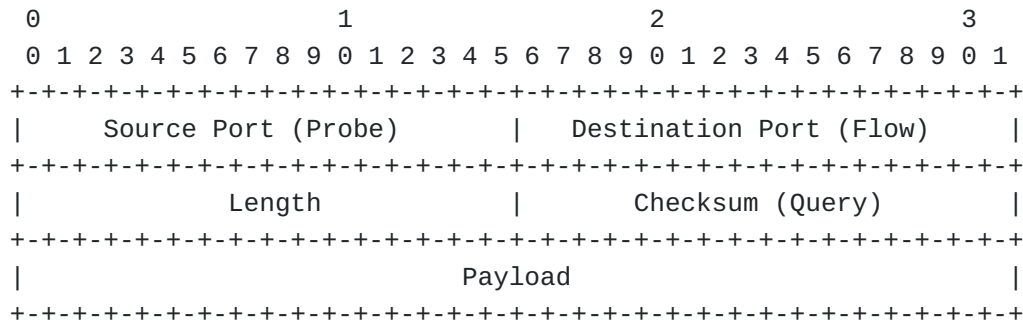 0                   1                   2                   3
 0 1 2 3 4 5 6 7 8 9 0 1 2 3 4 5 6 7 8 9 0 1 2 3 4 5 6 7 8 9 0 1
+-+-+-+-+-+-+-+-+-+-+-+-+-+-+-+-+-+-+-+-+-+-+-+-+-+-+-+-+-+-+-+-+
|     Source Port (Probe)       |   Destination Port (Flow)     |
+-+-+-+-+-+-+-+-+-+-+-+-+-+-+-+-+-+-+-+-+-+-+-+-+-+-+-+-+-+-+-+-+
|             Length            |       Checksum (Query)        |
+-+-+-+-+-+-+-+-+-+-+-+-+-+-+-+-+-+-+-+-+-+-+-+-+-+-+-+-+-+-+-+-+
|                            Payload                            |
+-+-+-+-+-+-+-+-+-+-+-+-+-+-+-+-+-+-+-+-+-+-+-+-+-+-+-+-+-+-+-+-+